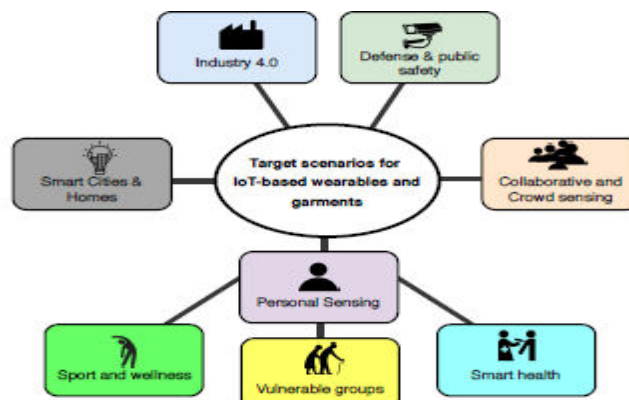 Industry 4.0
Defense & public
safety
Smart Cities &
Homes
Target scenarios for
IoT-based wearables and
garments
Collaborative and
Crowd sensing
Personal Sensing
Sport and wellness
Vulnerable groups
Smart health